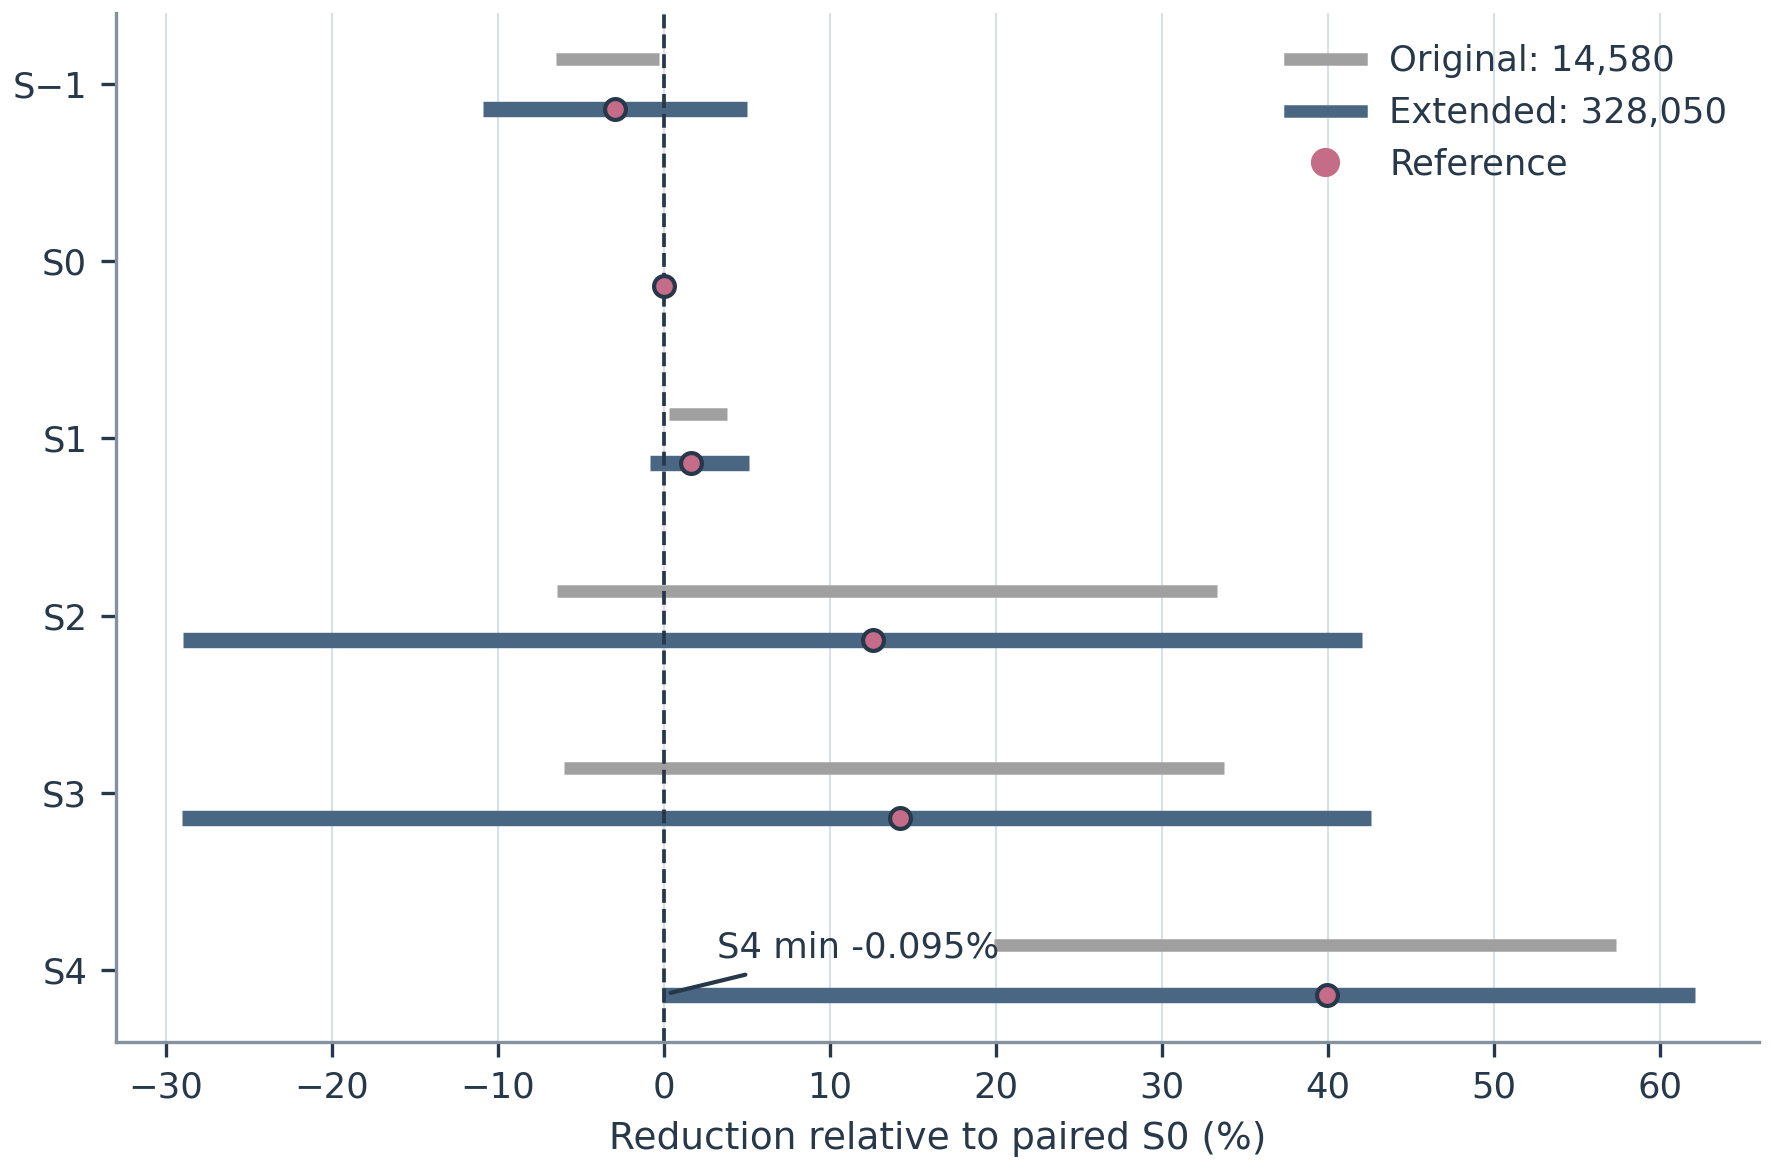 Original: 14,580
Extended: 328,050
Reference
S−1
S0
S1
S2
S3
S4
S4 min -0.095%
−30 −20 −10 0 10 20 30 40 50 60
Reduction relative to paired S0 (%)